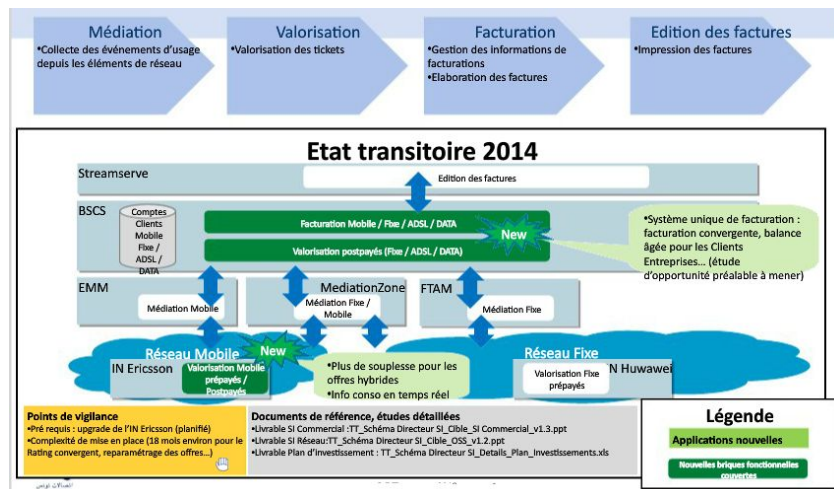 Médiation
•Collecte des événements d'usage
depuis les éléments de réseau
Valorisation
•Valorisation des tickets
Facturation
•Gestion des informations de
facturations
•Elaboration des factures
Edition des factures
•Impression des factures
Etat transitoire 2014
Streamserve
Edition des factures
BSCS
Comptes
Clients
Mobile
Fixe /
ADSL /
DATA
Facturation Mobile / Fixe / ADSL / DATA
Valorisation postpayés (Fixe / ADSL / DATA)
New
•Système unique de facturation :
facturation convergente, balance
âgée pour les Clients
Entreprises… (étude
d'opportunité préalable à mener)
EMM
Médiation Mobile
MediationZone
Médiation Fixe /
Mobile
FTAM
Médiation Fixe
Réseau Mobile
New
IN Ericsson
Valorisation Mobile
prépayés /
Postpayés
•Plus de souplesse pour les
offres hybrides
•Info conso en temps réel
Réseau Fixe
Valorisation Fixe
prépayés
N Huwawei
Points de vigilance
•Pré requis : upgrade de l'IN Ericsson (planifié)
•Complexité de mise en place (18 mois environ pour le
Rating convergent, reparamétrage des offres…)
Documents de référence, études détaillées
•Livrable SI Commercial :TT_Schéma Directeur SI_Cible_SI Commercial_v1.3.ppt
•Livrable SI Réseau:TT_Schéma Directeur SI_Cible_OSS_v1.2.ppt
•Livrable Plan d'investissement : TT_Schéma Directeur SI_Details_Plan_Investissements.xls
Légende
Applications nouvelles
Nouvelles briques fonctionnelles
couvertes
اتصالات تونس